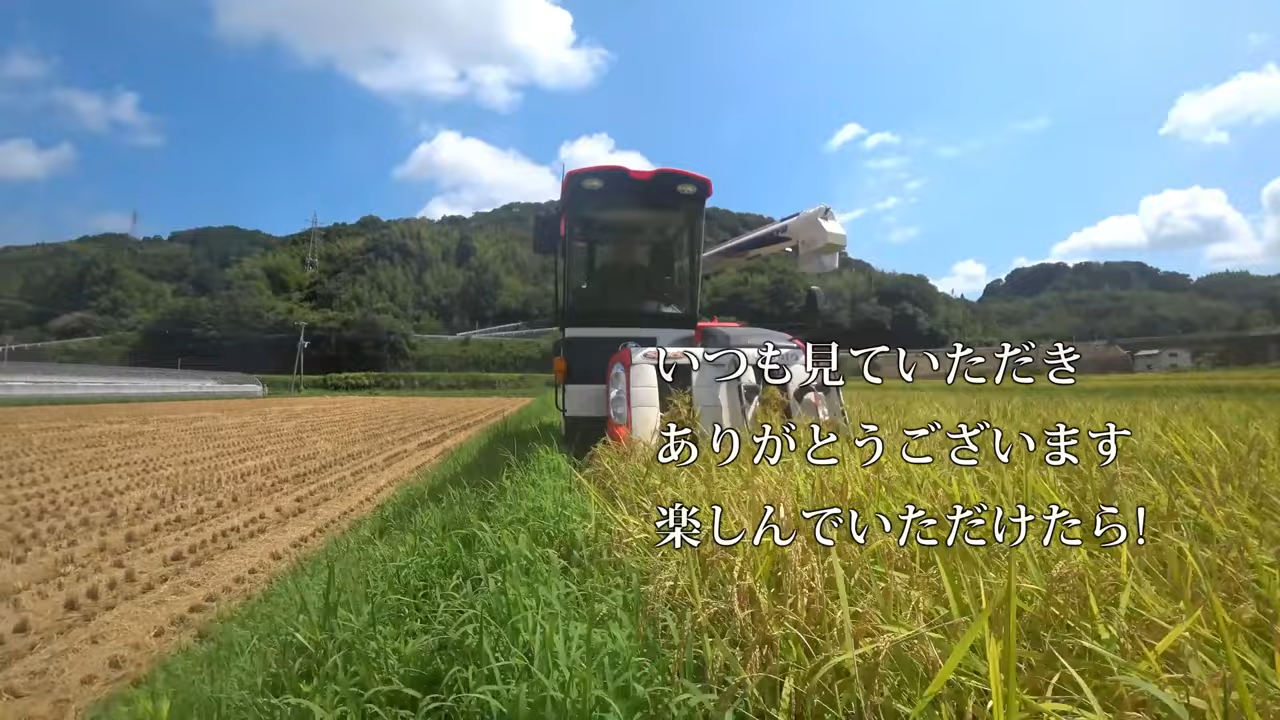 いつも見ていただき
ありがとうございます
楽しんでいただけたら!